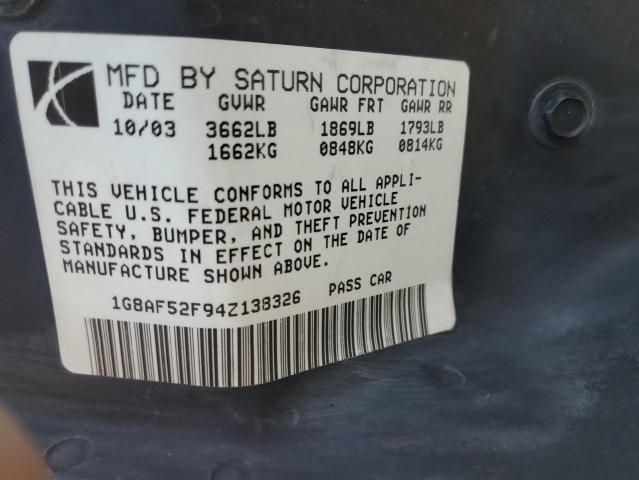 MFD BY SATURN CORPORATION
DATE GVWR GAWR FRT GAWR RR
10/03 3662LB 1869LB 1793LB
1662KG 0848KG 0814KG
THIS VEHICLE CONFORMS TO ALL APPLI-
CABLE U.S. FEDERAL MOTOR VEHICLE
SAFETY, BUMPER, AND THEFT PREVENTION
STANDARDS IN EFFECT ON THE DATE OF
MANUFACTURE SHOWN ABOVE.
1G8AF52F94Z138326 PASS CAR